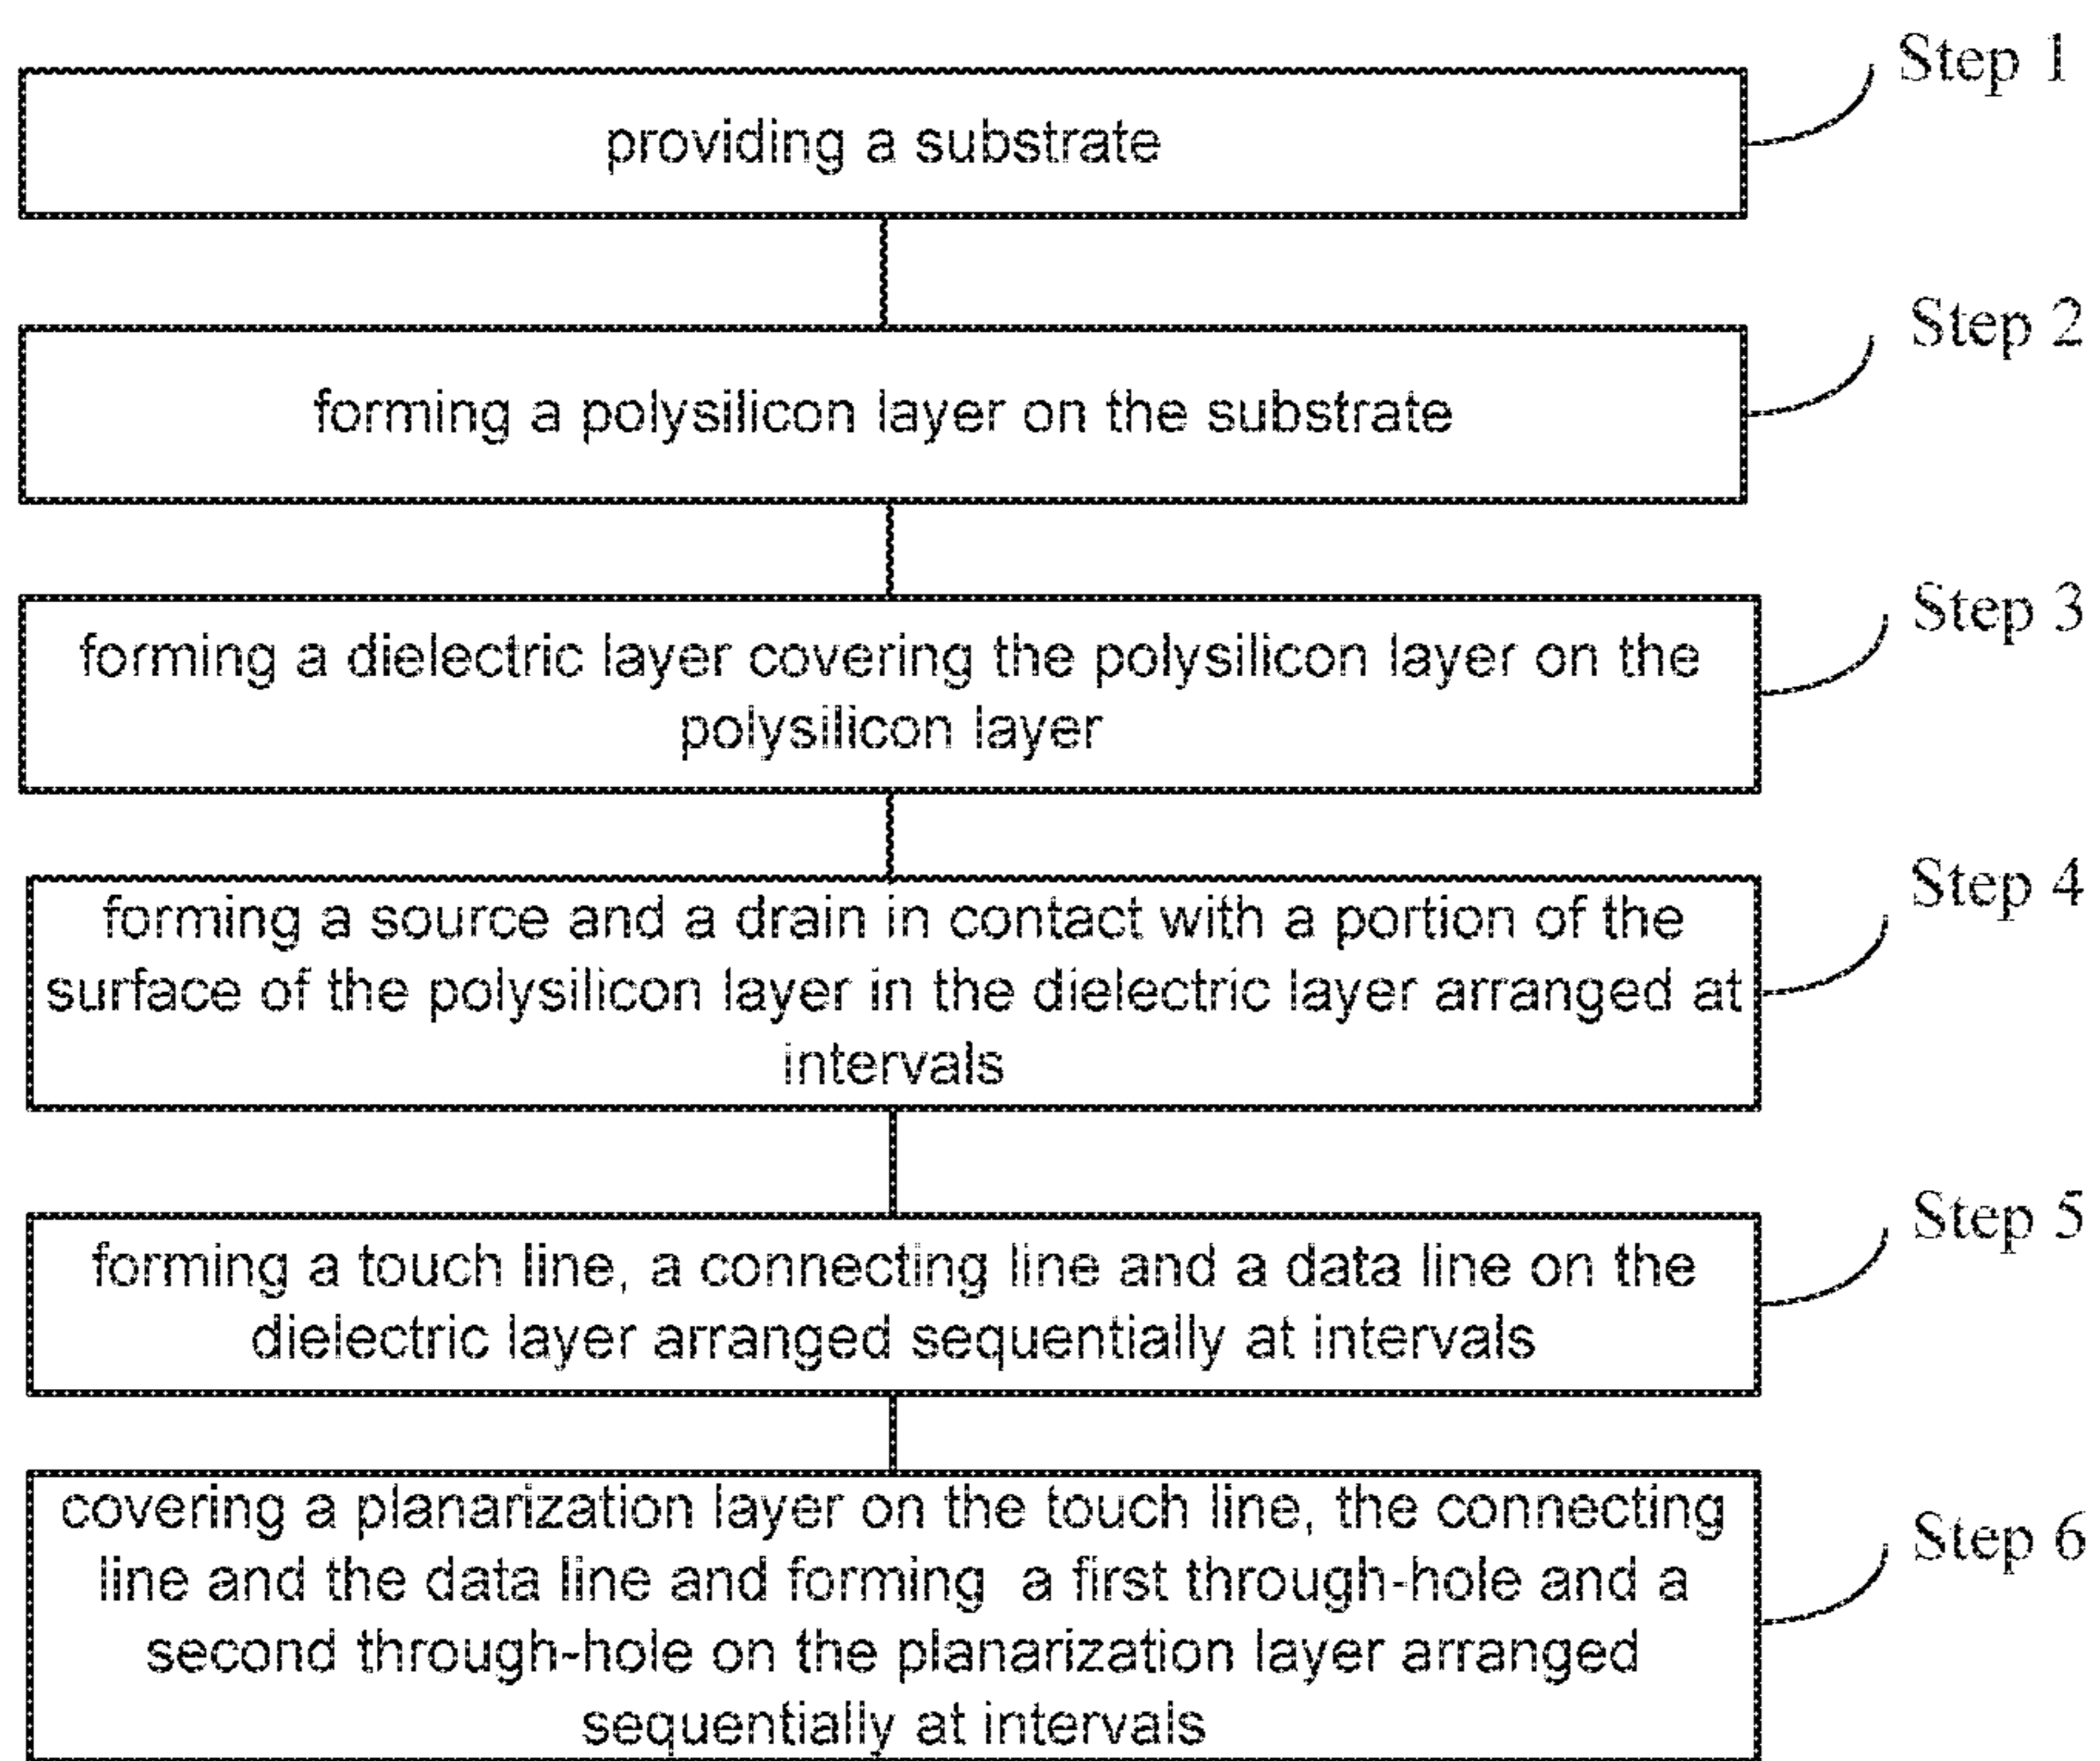 Step 1
providing a substrate
Step 2
forming a polysilicon layer on the substrate
Step 3
forming a dielectric layer covering the polysilicon layer on the
polysilicon layer
Step 4
forming a source and a drain in contact with a portion of the
surface of the polysilicon layer in the dielectric layer arranged at
intervals
Step 5
forming a touch line, a connecting line and a data line on the
dielectric layer arranged sequentially at intervals
Step 6
covering a planarization layer on the touch line, the connecting
line and the data line and forming a first through-hole and a
second through-hole on the planarization layer arranged
sequentially at intervals